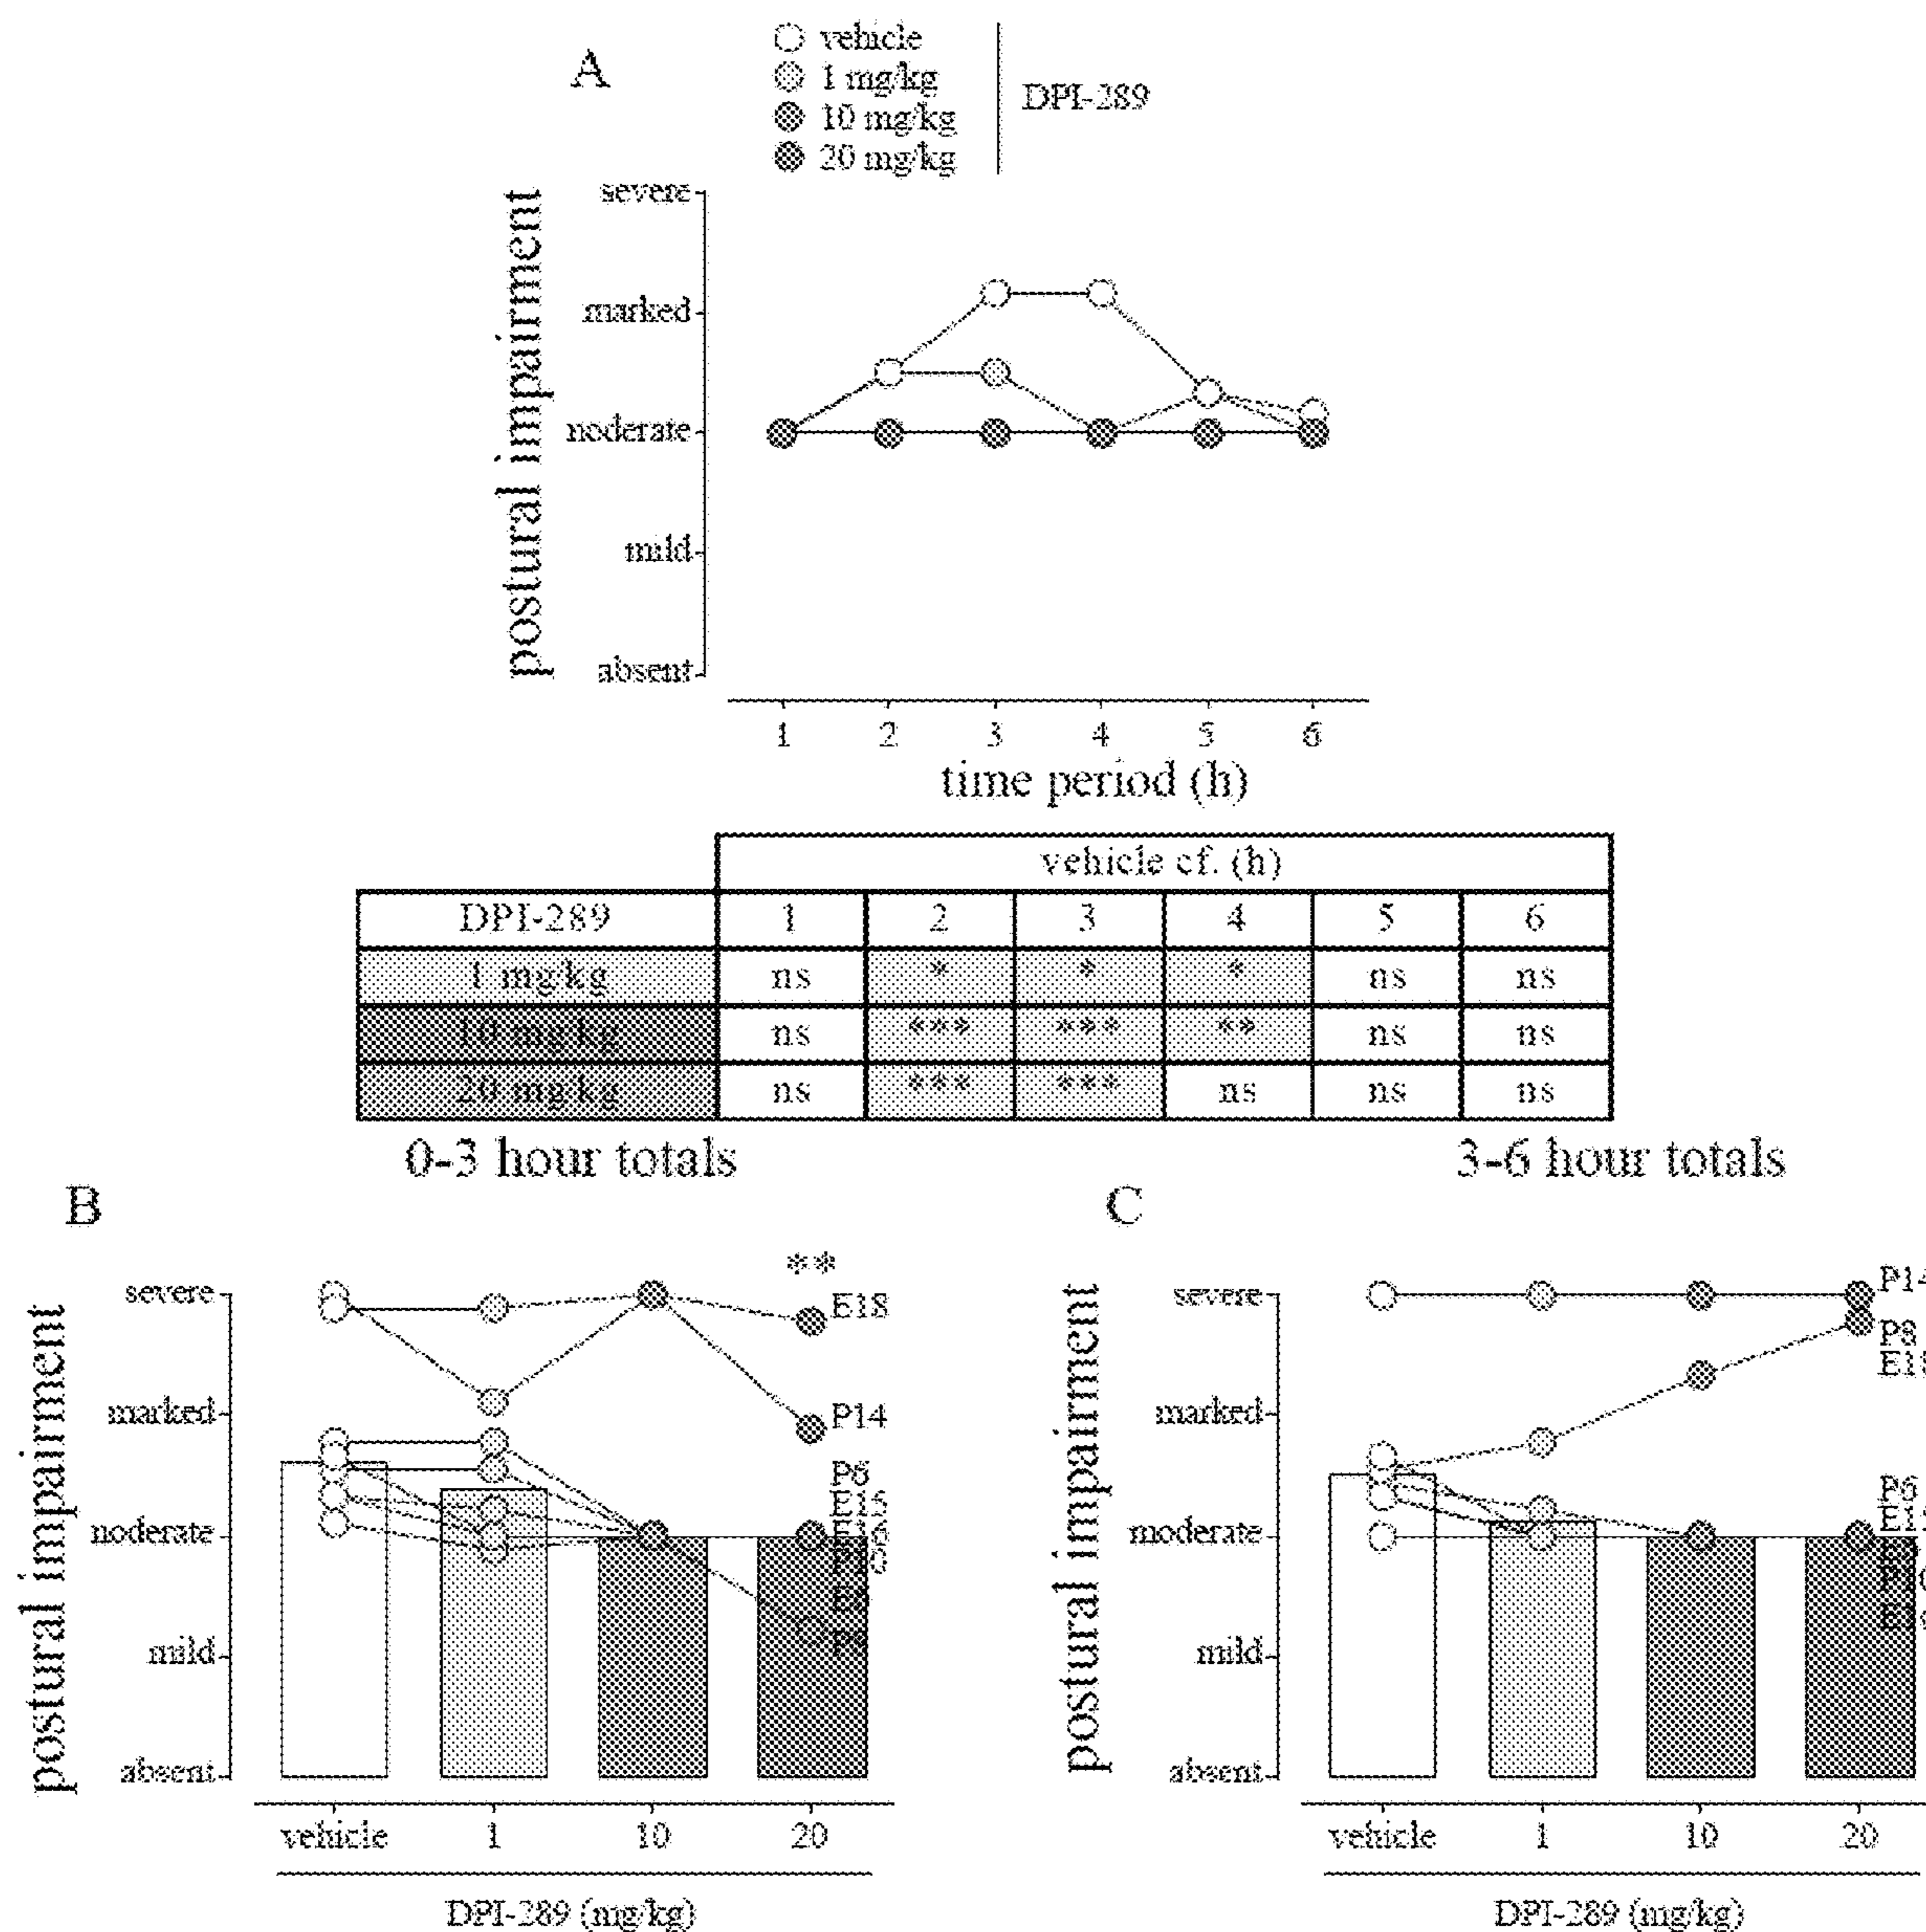 A
vehicle
1 mg/kg
10 mg/kg
20 mg/kg
DPI-289
postural impairment
severe
marked
noderate
mild
absent
1 2 3 4 5 6
time period (h)
vehicle cf. (h)
DPI-289 1 2 3 4 5 6
1 mg/kg ns * * * ns ns
10 mg/kg ns *** *** ** ns ns
20 mg/kg ns *** *** ns ns ns
0-3 hour totals
B
postural impairment
severe
marked
noderate
mild
absent
**
E18
P14
P6
E15
vehicle 1 10 20
DPI-289 (mg/kg)
3-6 hour totals
C
postural impairment
severe
marked
moderate
mild
absent
P14
P8
E18
P6
vehicle 1 10 20
DPI-289 (mg/kg)